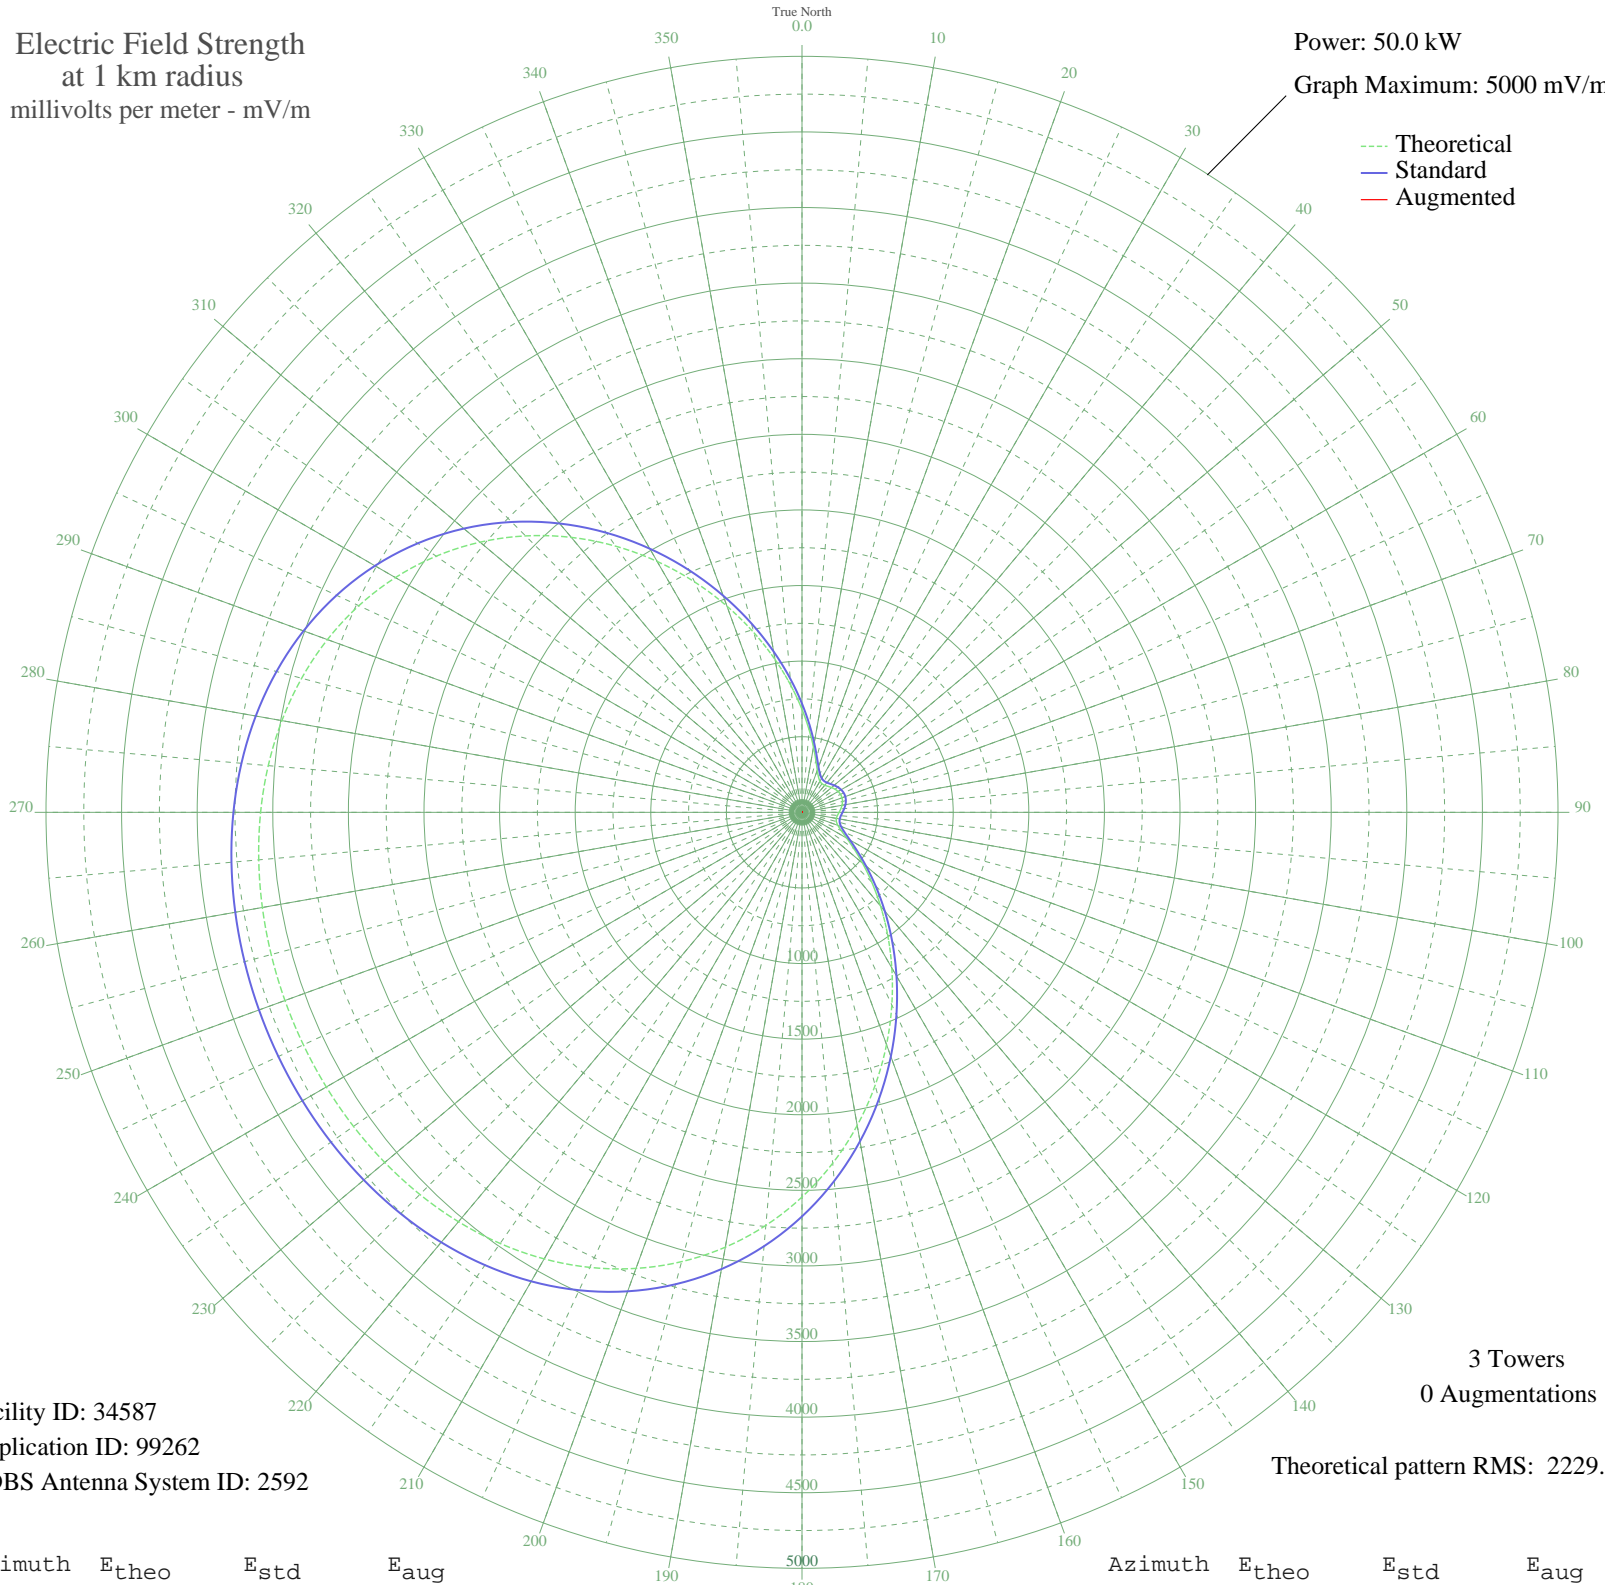 True North
0.0
Electric Field Strength
at 1 km radius
millivolts per meter - mV/m
Power: 50.0 kW
Graph Maximum: 5000 mV/m
Theoretical
Standard
Augmented
10
20
30
40
50
60
70
80
90
100
110
120
130
140
150
160
170
190
200
210
220
230
240
250
260
270
280
290
300
310
320
330
340
350
1000
1500
2000
2500
3000
3500
4000
4500
5000
3 Towers
0 Augmentations
cility ID: 34587
plication ID: 99262
DBS Antenna System ID: 2592
Theoretical pattern RMS: 2229.
imuth Etheo Estd Eaug
Azimuth Etheo Estd Eaug